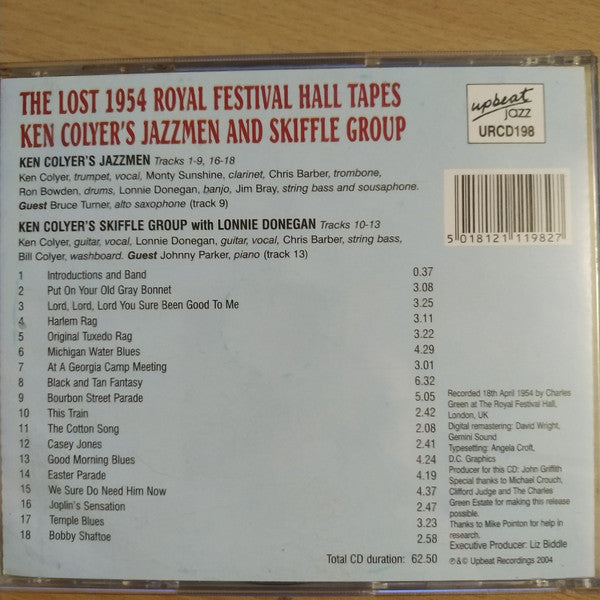 THE LOST 1954 ROYAL FESTIVAL HALL TAPES
KEN COLYER'S JAZZMEN AND SKIFFLE GROUP
upbeat
jazz
URCD198
KEN COLYER'S JAZZMEN Tracks 1-9, 16-18
Ken Colyer, trumpet, vocal, Monty Sunshine, clarinet, Chris Barber, trombone,
Ron Bowden, drums, Lonnie Donegan, banjo, Jim Bray, string bass and sousaphone.
Guest Bruce Turner, alto saxophone (track 9)
KEN COLYER'S SKIFFLE GROUP with LONNIE DONEGAN Tracks 10-13
Ken Colyer, guitar, vocal, Lonnie Donegan, guitar, vocal, Chris Barber, string bass,
Bill Colyer, washboard. Guest Johnny Parker, piano (track 13)
5 018121 119827
1 Introductions and Band 0.37
2 Put On Your Old Gray Bonnet 3.08
3 Lord, Lord, Lord You Sure Been Good To Me 3.25
4 Harlem Rag 3.11
5 Original Tuxedo Rag 3.22
6 Michigan Water Blues 4.29
7 At A Georgia Camp Meeting 3.01
8 Black and Tan Fantasy 6.32
9 Bourbon Street Parade 5.05
10 This Train 2.42
11 The Cotton Song 2.08
12 Casey Jones 2.41
13 Good Morning Blues 4.24
14 Easter Parade 4.19
15 We Sure Do Need Him Now 4.37
16 Joplin's Sensation 2.47
17 Temple Blues 3.23
18 Bobby Shaftoe 2.58
Total CD duration: 62.50
Recorded 18th April 1954 by Charles
Green at The Royal Festival Hall,
London, UK
Digital remastering: David Wright,
Gemini Sound
Typesetting: Angela Croft,
D.C. Graphics
Producer for this CD: John Griffith
Special thanks to Michael Crouch,
Clifford Judge and The Charles
Green Estate for making this release
possible.
Thanks to Mike Pointon for help in
research.
Executive Producer: Liz Biddle
℗&© Upbeat Recordings 2004